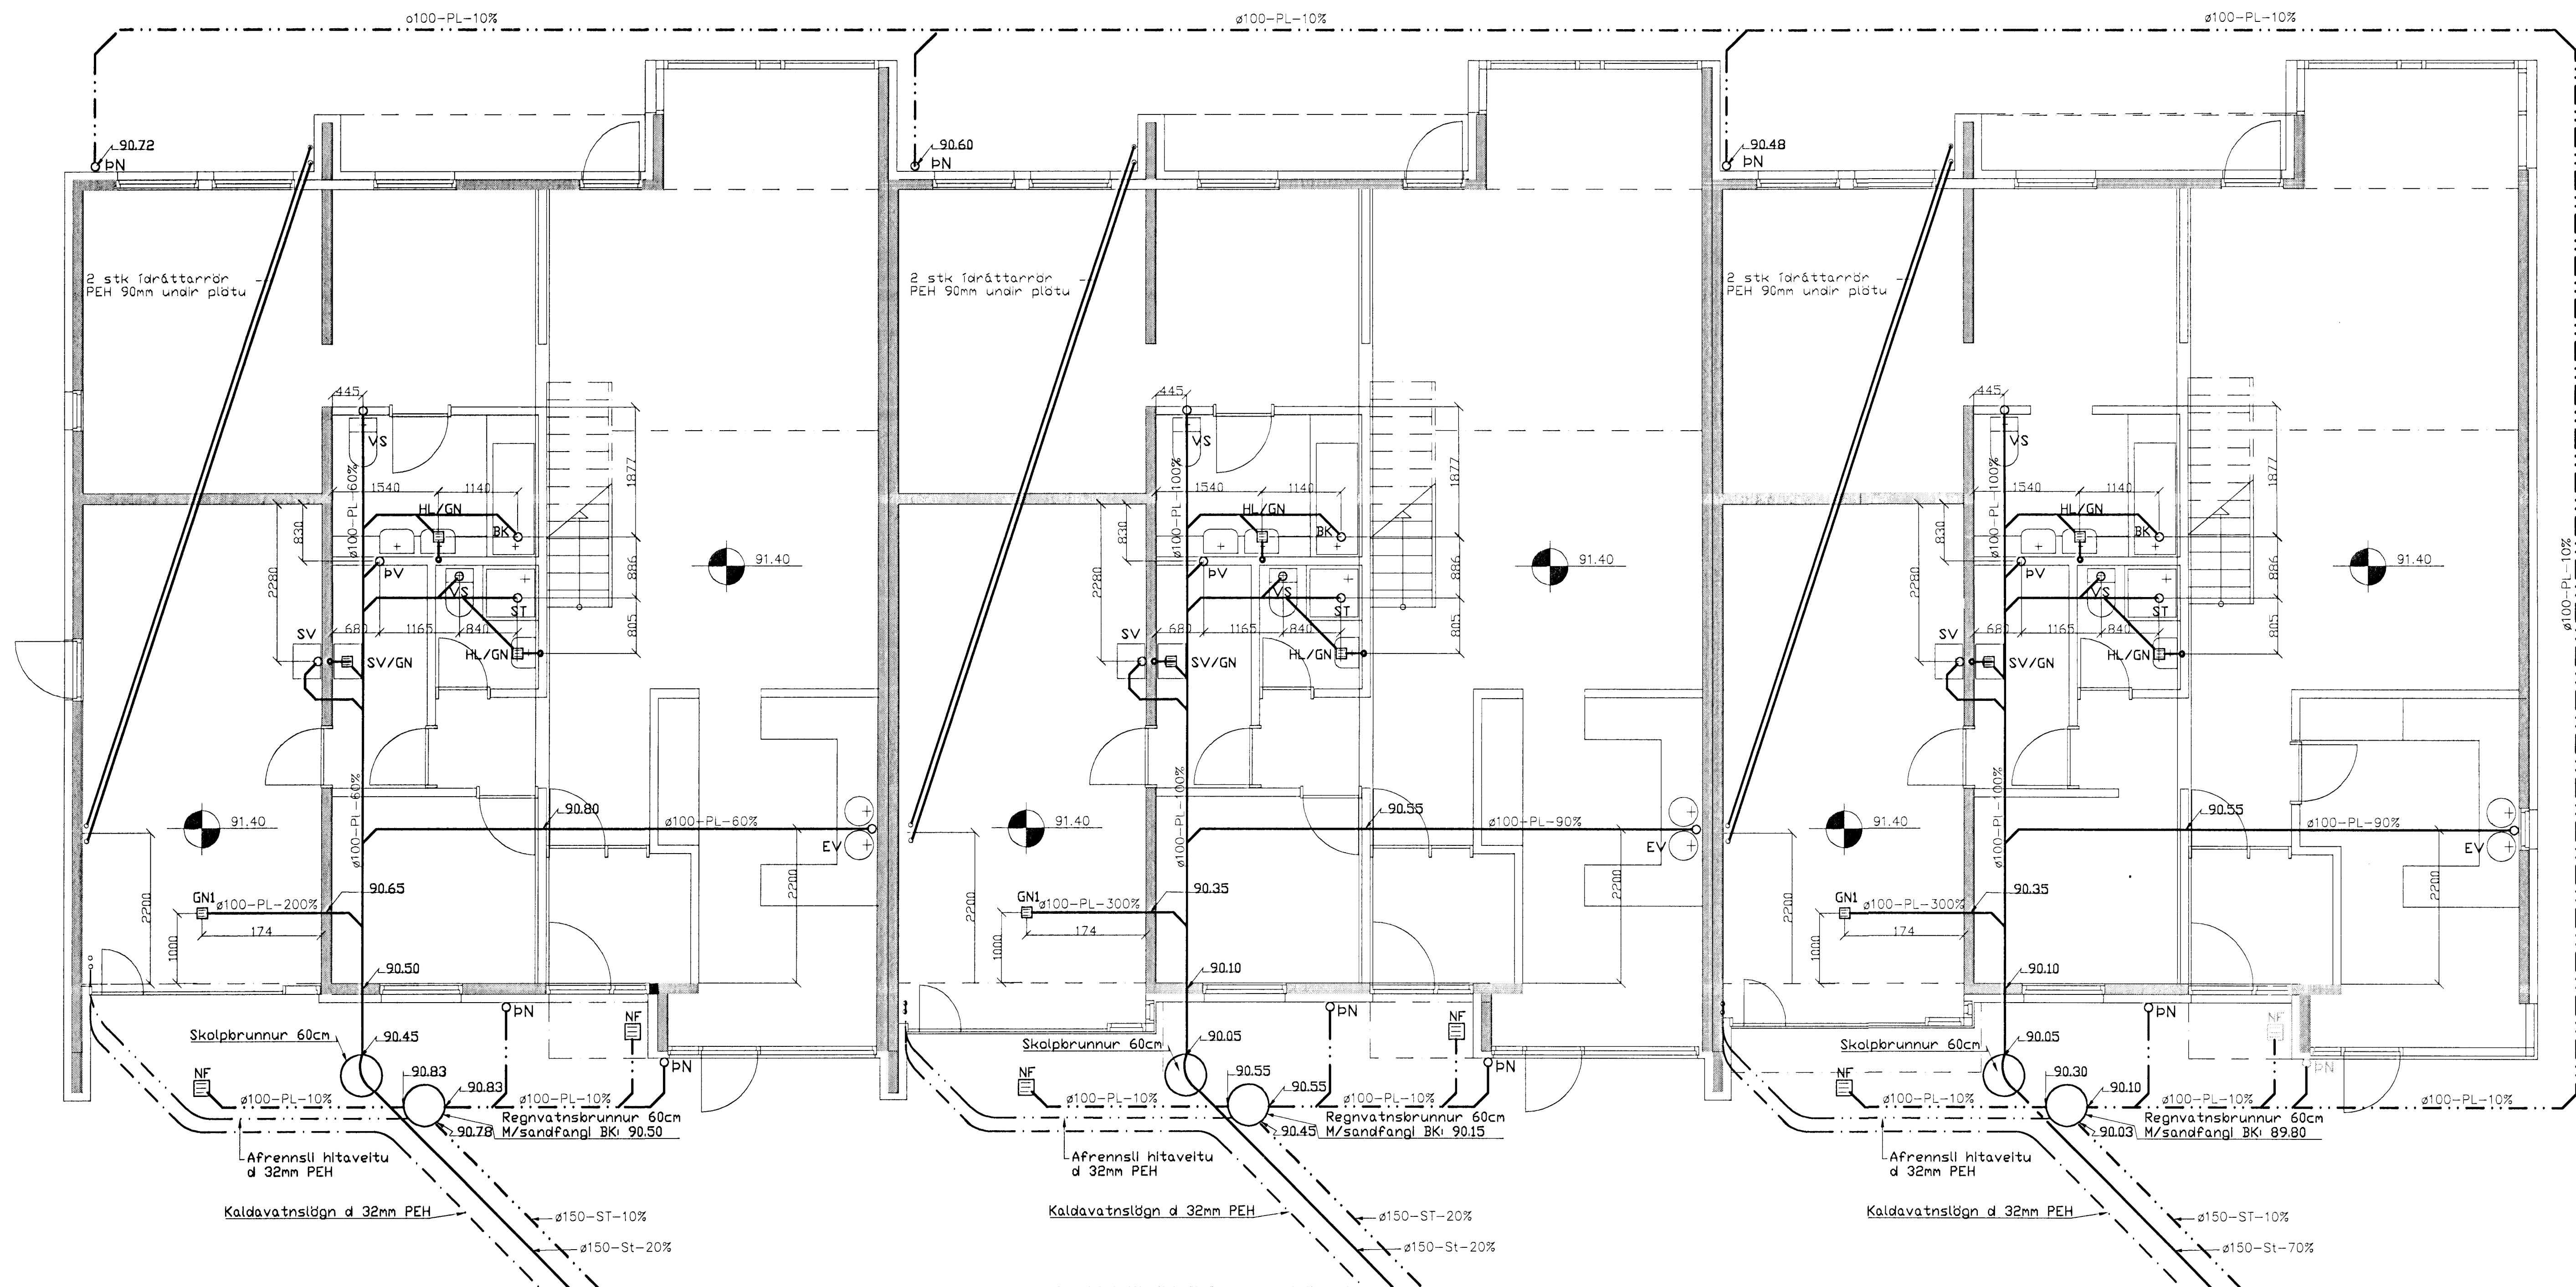 o100-PL-10%
ø100-PL-10%
ø100-PL-10%
90.72
ÞN
90.60
ÞN
90.48
ÞN
2 stk ídráttarrör
PEH 90mm undir plötu
2 stk ídráttarrör
PEH 90mm undir plötu
2 stk ídráttarrör
PEH 90mm undir plötu
445
VS
ø100-PL-60%
1877
1540
1140
HL/GN
BK
830
2280
ÞV
886
VS
ST
680
1165
840
805
SV
SV/GN
HL/GN
91.40
445
VS
ø100-PL-100%
1877
1540
1140
HL/GN
BK
830
2280
ÞV
886
VS
ST
680
1165
840
805
SV
SV/GN
HL/GN
91.40
445
VS
ø100-PL-100%
1877
1540
1140
HL/GN
BK
830
2280
ÞV
886
VS
ST
680
1165
840
805
SV
SV/GN
HL/GN
91.40
ø100-PL-10%
91.40
ø100-PL-60%
90.80
ø100-PL-60%
EV
2200
2200
90.65
GN1
ø100-PL-200%
174
1000
90.50
91.40
ø100-PL-100%
90.55
ø100-PL-90%
EV
2200
2200
90.35
GN1
ø100-PL-300%
174
1000
90.10
91.40
ø100-PL-100%
90.55
ø100-PL-90%
EV
2200
2200
90.35
GN1
ø100-PL-300%
174
1000
90.10
Skolpbrunnur 60cm
90.45
ÞN
NF
ÞN
NF
90.83
90.83
ø100-PL-10%
ø100-PL-10%
Regnvatnsbrunnur 60cm
M/sandfangi BK: 90.50
90.78
Afrennsli hitaveitu
d 32mm PEH
Kaldavatnslögn d 32mm PEH
ø150-ST-10%
ø150-St-20%
Skolpbrunnur 60cm
90.05
ÞN
NF
ÞN
NF
90.55
90.55
ø100-PL-10%
ø100-PL-10%
Regnvatnsbrunnur 60cm
M/sandfangi BK: 90.15
90.45
Afrennsli hitaveitu
d 32mm PEH
Kaldavatnslögn d 32mm PEH
ø150-ST-20%
ø150-St-20%
Skolpbrunnur 60cm
90.05
ÞN
NF
ÞN
NF
90.30
90.10
ø100-PL-10%
ø100-PL-10%
ø100-PL-10%
Regnvatnsbrunnur 60cm
M/sandfangi BK: 89.80
90.03
Afrennsli hitaveitu
d 32mm PEH
Kaldavatnslögn d 32mm PEH
ø150-ST-10%
ø150-St-70%